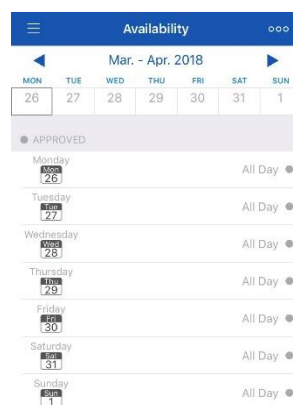 Availability
Mar. - Apr. 2018
MON TUE WED THU FRI SAT SUN
26 27 28 29 30 31 1
APPROVED
Monday
Mon
26
All Day
Tuesday
Tue
27
All Day
Wednesday
Wed
28
All Day
Thursday
Thu
29
All Day
Friday
Fri
30
All Day
Saturday
Sat
31
All Day
Sunday
Sun
1
All Day